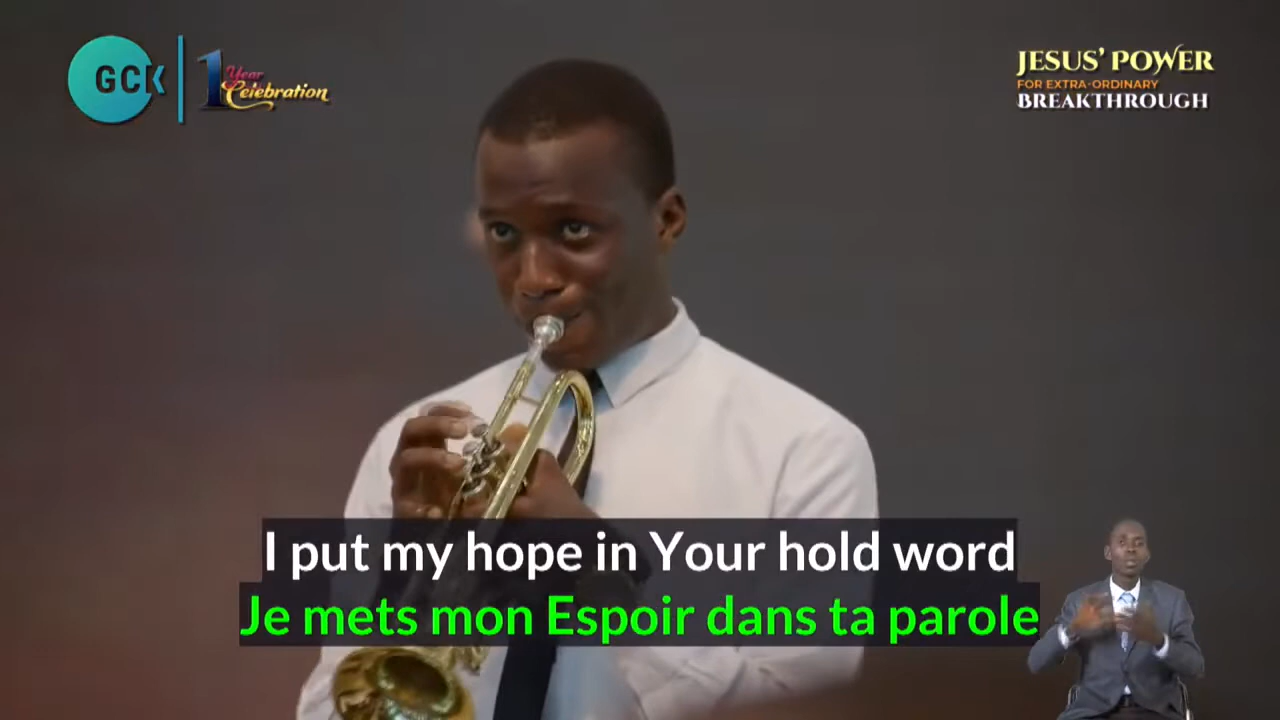 GCK
1 Year
Celebration
JESUS' POWER
FOR EXTRA-ORDINARY
BREAKTHROUGH
I put my hope in Your hold word
Je mets mon Espoir dans ta parole